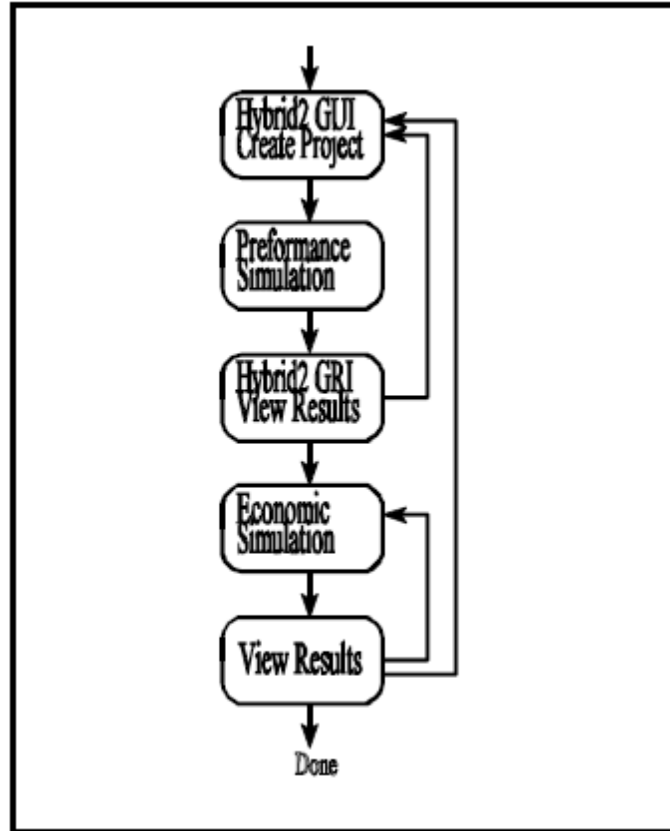 Hybrid2 GUI
Create Project
Preformance
Simulation
Hybrid2 GRI
View Results
Economic
Simulation
View Results
Done